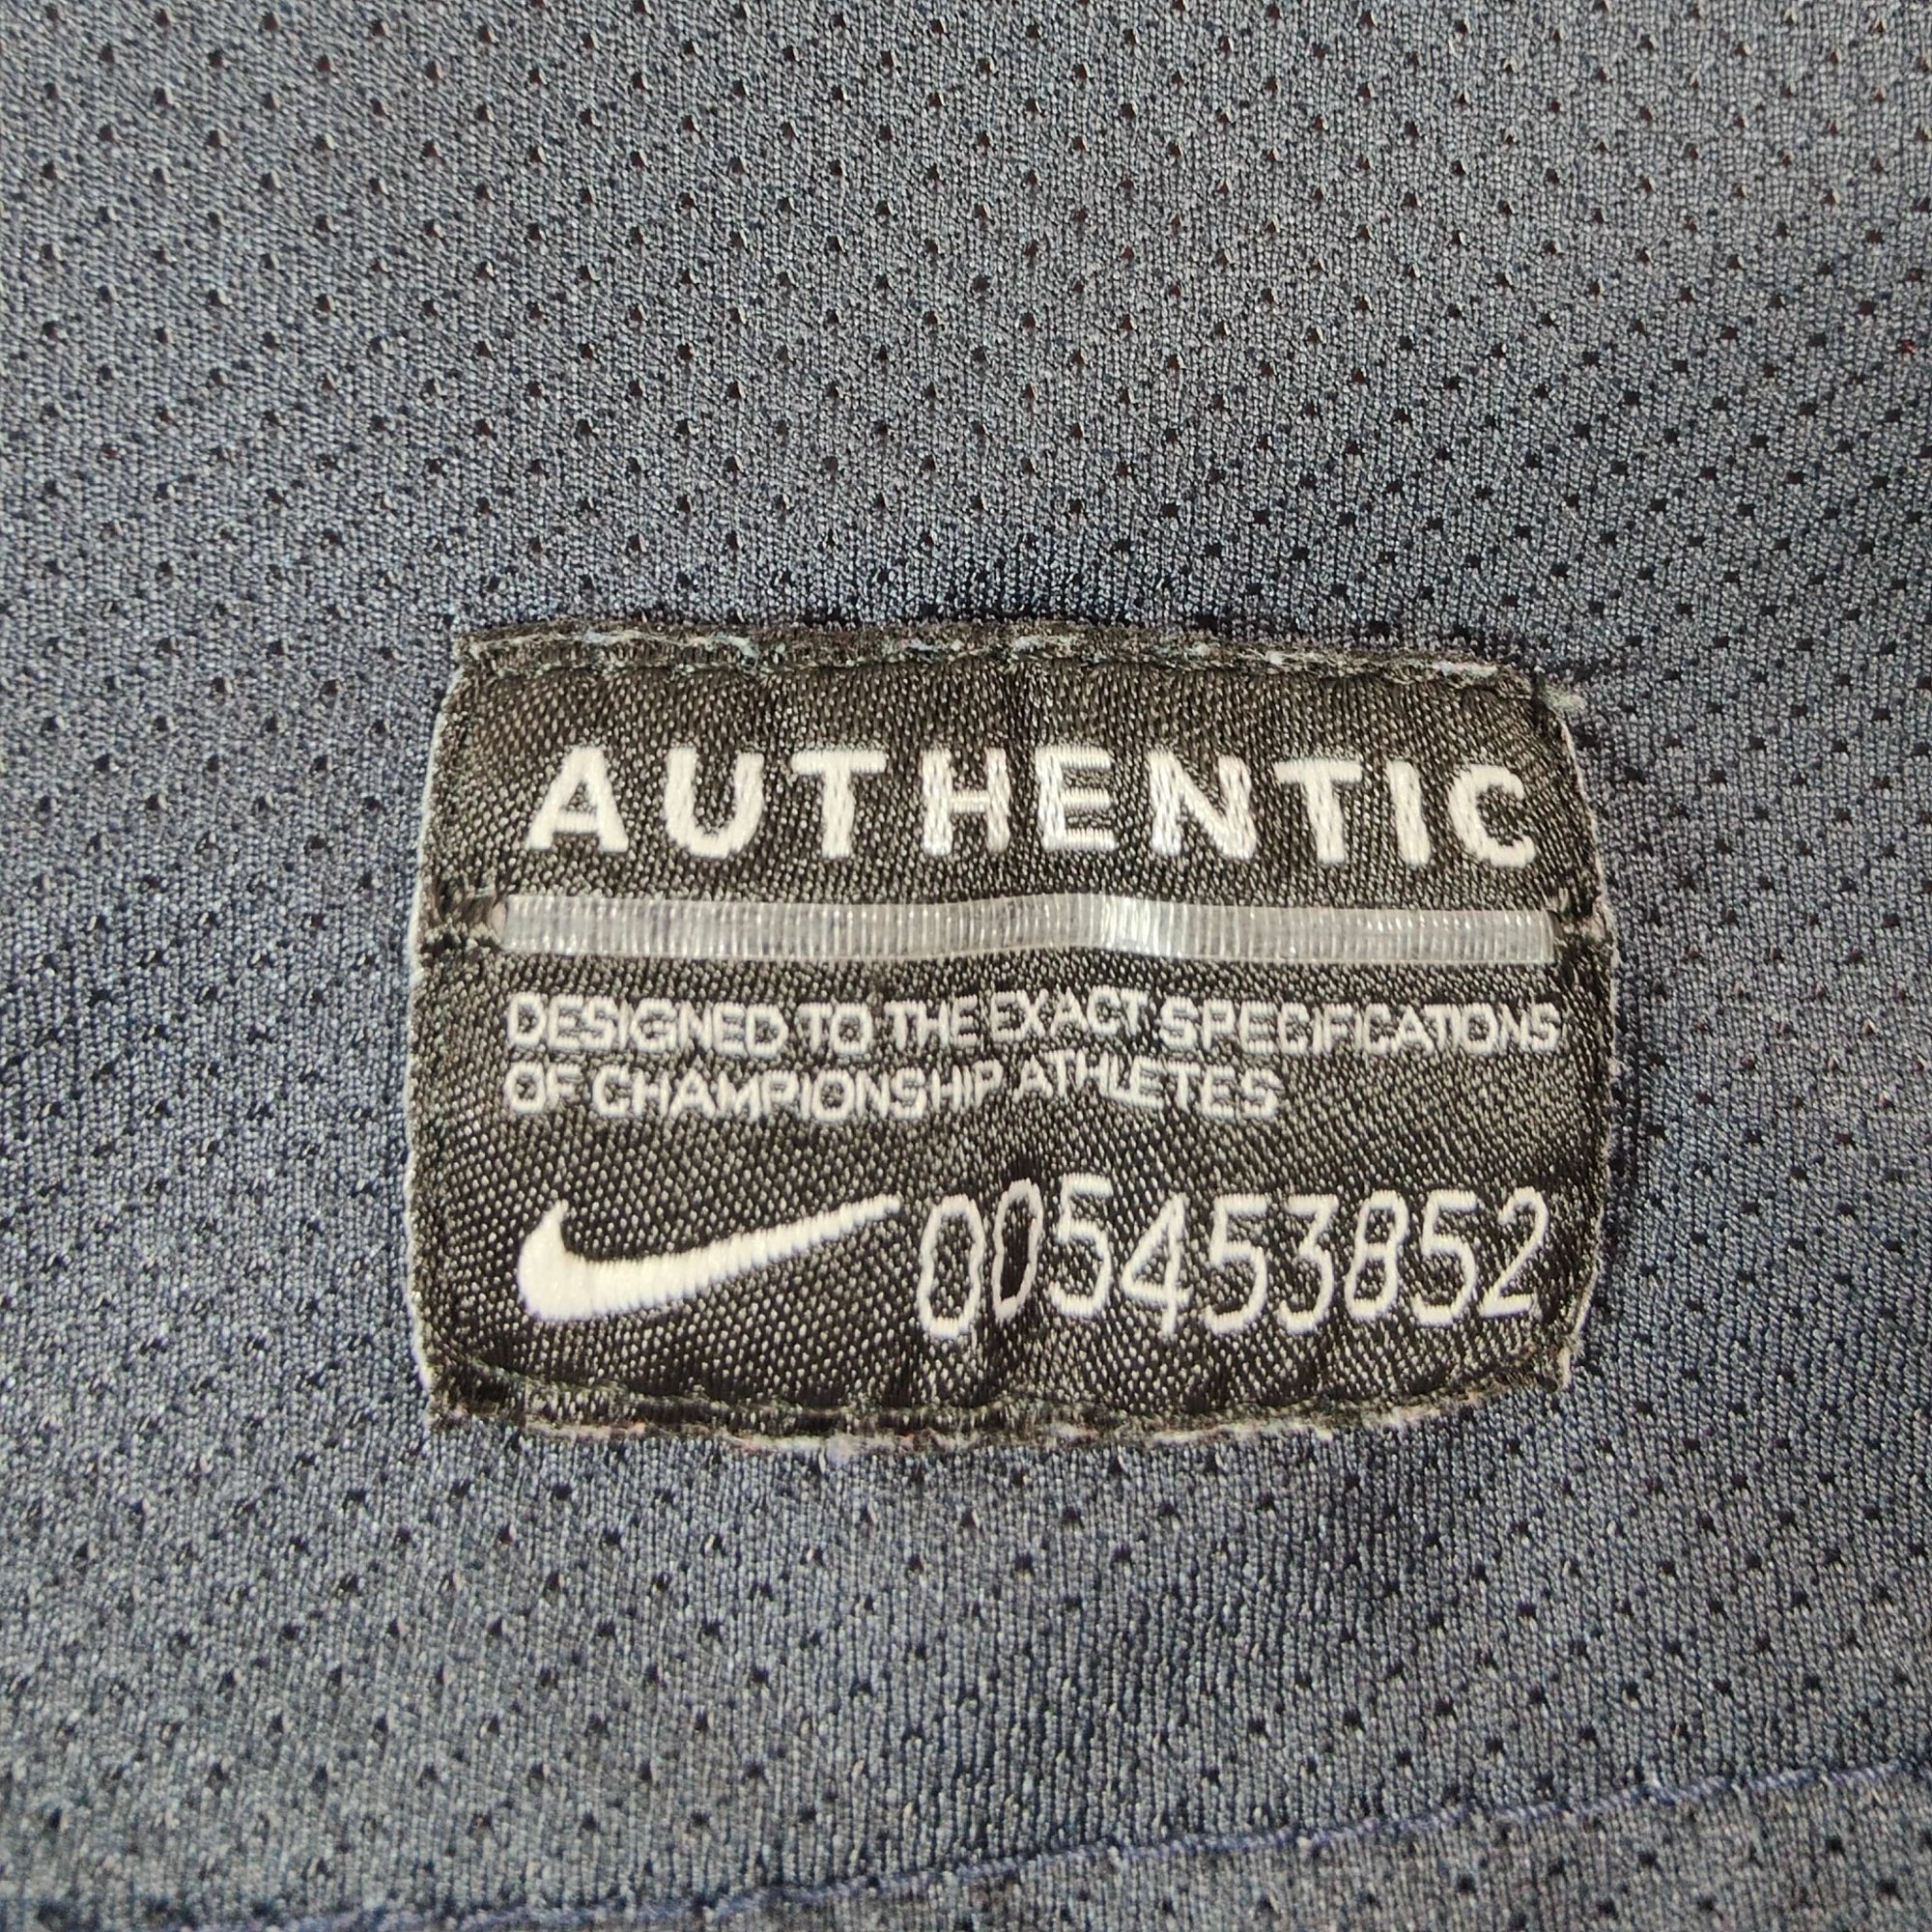 AUTHENTIC
DESIGNED TO THE EXACT SPECIFICATIONS
OF CHAMPIONSHIP ATHLETES
005453852